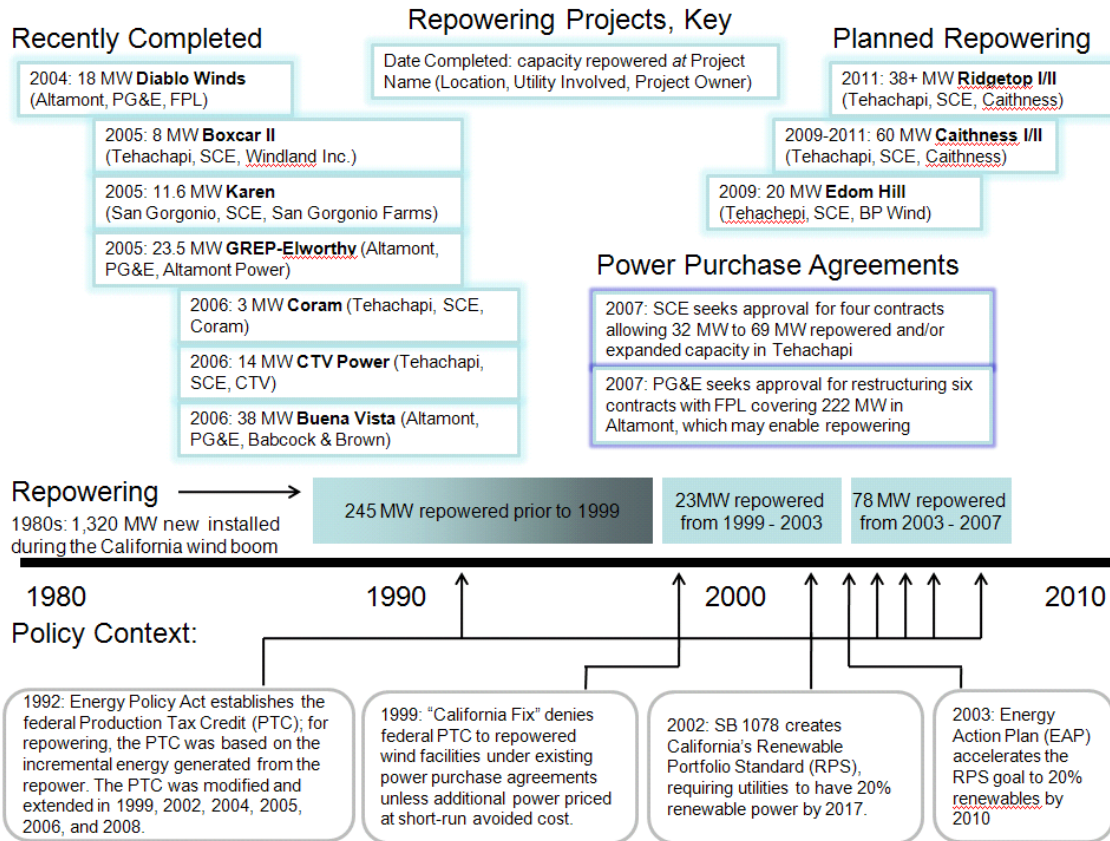 Repowering Projects, Key
Date Completed: capacity repowered at Project
Name (Location, Utility Involved, Project Owner)
Recently Completed
2004: 18 MW Diablo Winds
(Altamont, PG&E, FPL)
2005: 8 MW Boxcar II
(Tehachapi, SCE, Windland Inc.)
2005: 11.6 MW Karen
(San Gorgonio, SCE, San Gorgonio Farms)
2005: 23.5 MW GREP-Elworthy (Altamont,
PG&E, Altamont Power)
2006: 3 MW Coram (Tehachapi, SCE,
Coram)
2006: 14 MW CTV Power (Tehachapi,
SCE, CTV)
2006: 38 MW Buena Vista (Altamont,
PG&E, Babcock & Brown)
Planned Repowering
2011: 38+ MW Ridgetop I/II
(Tehachapi, SCE, Caithness)
2009-2011: 60 MW Caithness I/II
(Tehachapi, SCE, Caithness)
2009: 20 MW Edom Hill
(Tehachepi, SCE, BP Wind)
Power Purchase Agreements
2007: SCE seeks approval for four contracts
allowing 32 MW to 69 MW repowered and/or
expanded capacity in Tehachapi
2007: PG&E seeks approval for restructuring six
contracts with FPL covering 222 MW in
Altamont, which may enable repowering
Repowering
1980s: 1,320 MW new installed
during the California wind boom
245 MW repowered prior to 1999
23MW repowered
from 1999 - 2003
78 MW repowered
from 2003 - 2007
1980 1990 2000 2010
Policy Context:
1992: Energy Policy Act establishes the
federal Production Tax Credit (PTC); for
repowering, the PTC was based on the
incremental energy generated from the
repower. The PTC was modified and
extended in 1999, 2002, 2004, 2005,
2006, and 2008.
1999: “California Fix” denies
federal PTC to repowered
wind facilities under existing
power purchase agreements
unless additional power priced
at short-run avoided cost.
2002: SB 1078 creates
California’s Renewable
Portfolio Standard (RPS),
requiring utilities to have 20%
renewable power by 2017.
2003: Energy
Action Plan (EAP)
accelerates the
RPS goal to 20%
renewables by
2010